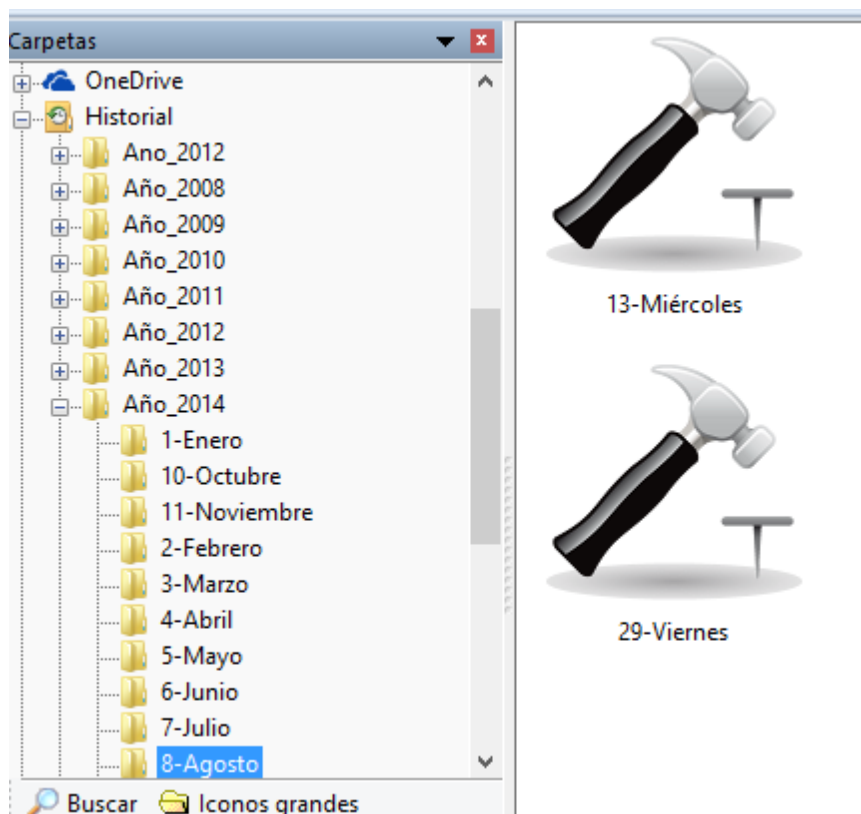 Carpetas
OneDrive
Historial
Ano_2012
Año_2008
Año_2009
Año_2010
Año_2011
Año_2012
Año_2013
Año_2014
1-Enero
10-Octubre
11-Noviembre
2-Febrero
3-Marzo
4-Abril
5-Mayo
6-Junio
7-Julio
8-Agosto
Buscar Iconos grandes
13-Miércoles
29-Viernes